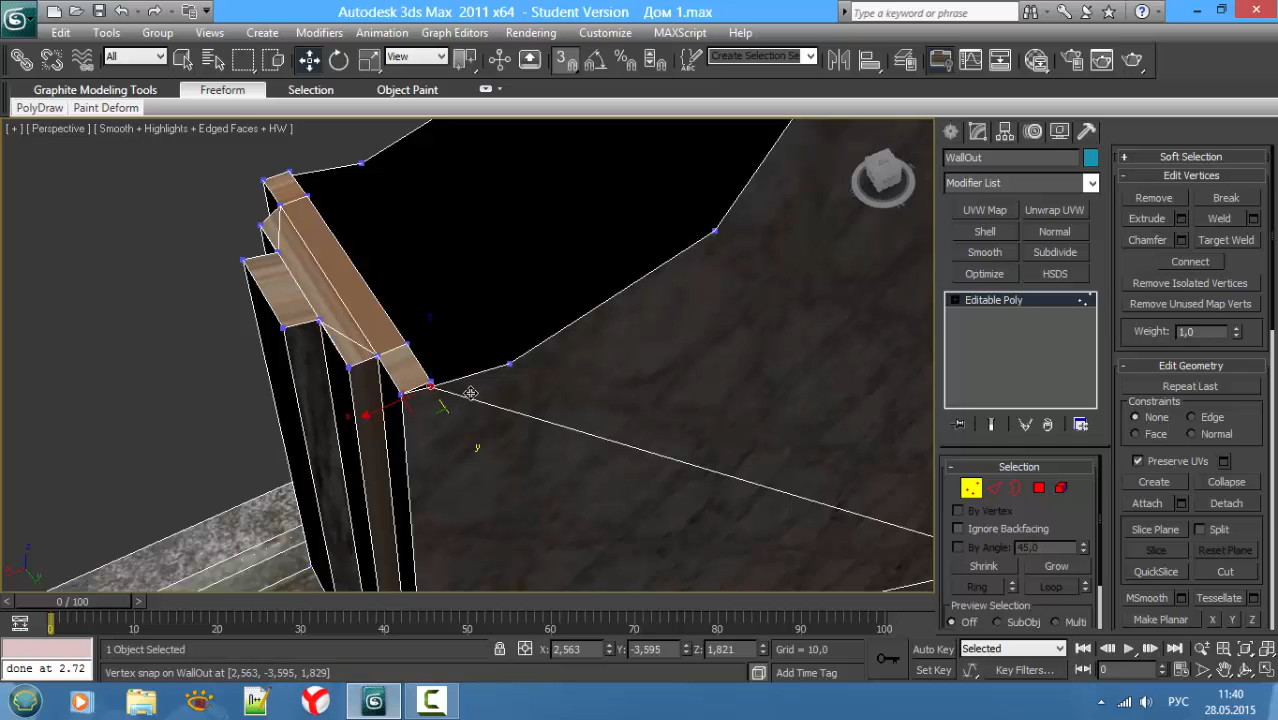 Autodesk 3ds Max 2011 x64 - Student Version Дом 1.max
Type a keyword or phrase
Edit Tools Group Views Create Modifiers Animation Graph Editors Rendering Customize MAXScript Help
All View 3 Create Selection Se
Graphite Modeling Tools Freeform Selection Object Paint
PolyDraw Paint Deform
[ + ] [ Perspective ] [ Smooth + Highlights + Edged Faces + HW ]
WallOut
Modifier List
UVW Map Unwrap UVW
Shell Normal
Smooth Subdivide
Optimize HSDS
Editable Poly
Selection
By Vertex
Ignore Backfacing
By Angle: 45,0
Shrink Grow
Ring Loop
Preview Selection
Off SubObj Multi
Soft Selection
Edit Vertices
Remove Break
Extrude Weld
Chamfer Target Weld
Connect
Remove Isolated Vertices
Remove Unused Map Verts
Weight: 1,0
Edit Geometry
Repeat Last
Constraints
None Edge
Face Normal
Preserve UVs
Create Collapse
Attach Detach
Slice Plane Split
Slice Reset Plane
QuickSlice Cut
MSmooth Tessellate
Make Planar X Y Z
x
y
z
z
x
y
0 / 100
10 20 30 40 50 60 70 80 90 100
1 Object Selected X: 2,563 Y: -3,595 Z: 1,821 Grid = 10,0 Auto Key Selected
done at 2.72 Vertex snap on WallOut at [2,563, -3,595, 1,829] Add Time Tag Set Key Key Filters... 0
РУС
11:40
28.05.2015